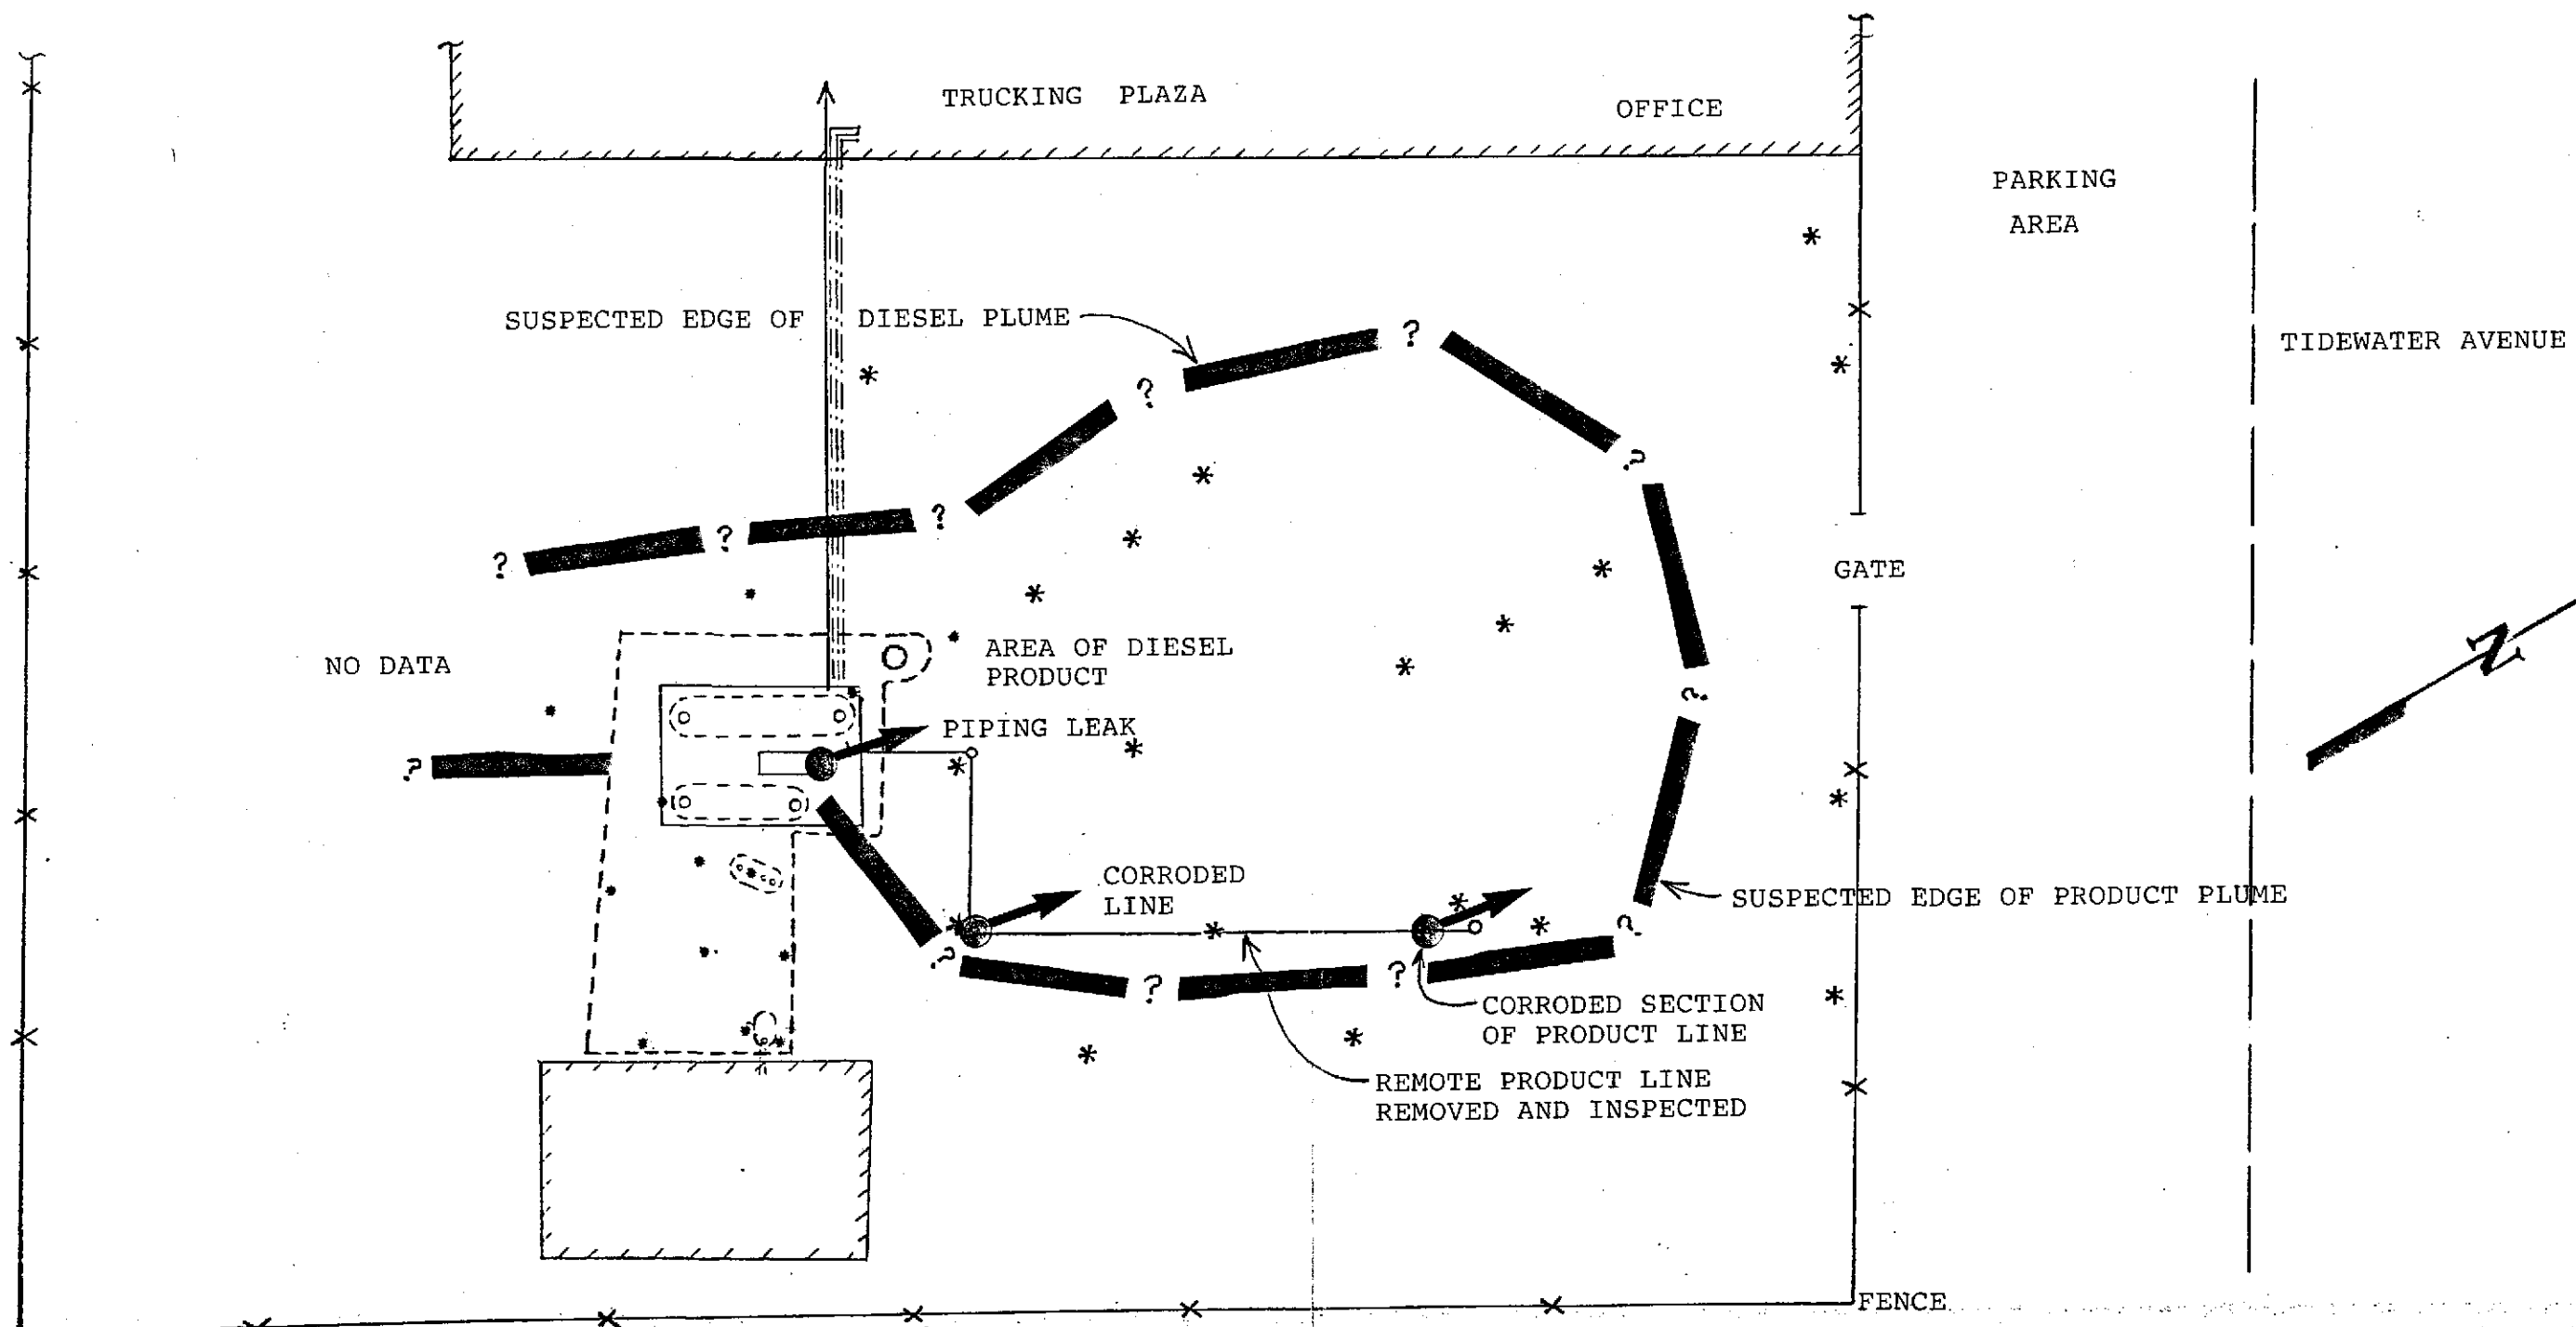 TRUCKING PLAZA
OFFICE
PARKING
AREA
SUSPECTED EDGE OF DIESEL PLUME
?
?
TIDEWATER AVENUE
?
?
?
?
GATE
N
NO DATA
AREA OF DIESEL
PRODUCT
?
PIPING LEAK
?
CORRODED
LINE
SUSPECTED EDGE OF PRODUCT PLUME
?
?
?
?
CORRODED SECTION
OF PRODUCT LINE
REMOTE PRODUCT LINE
REMOVED AND INSPECTED
FENCE